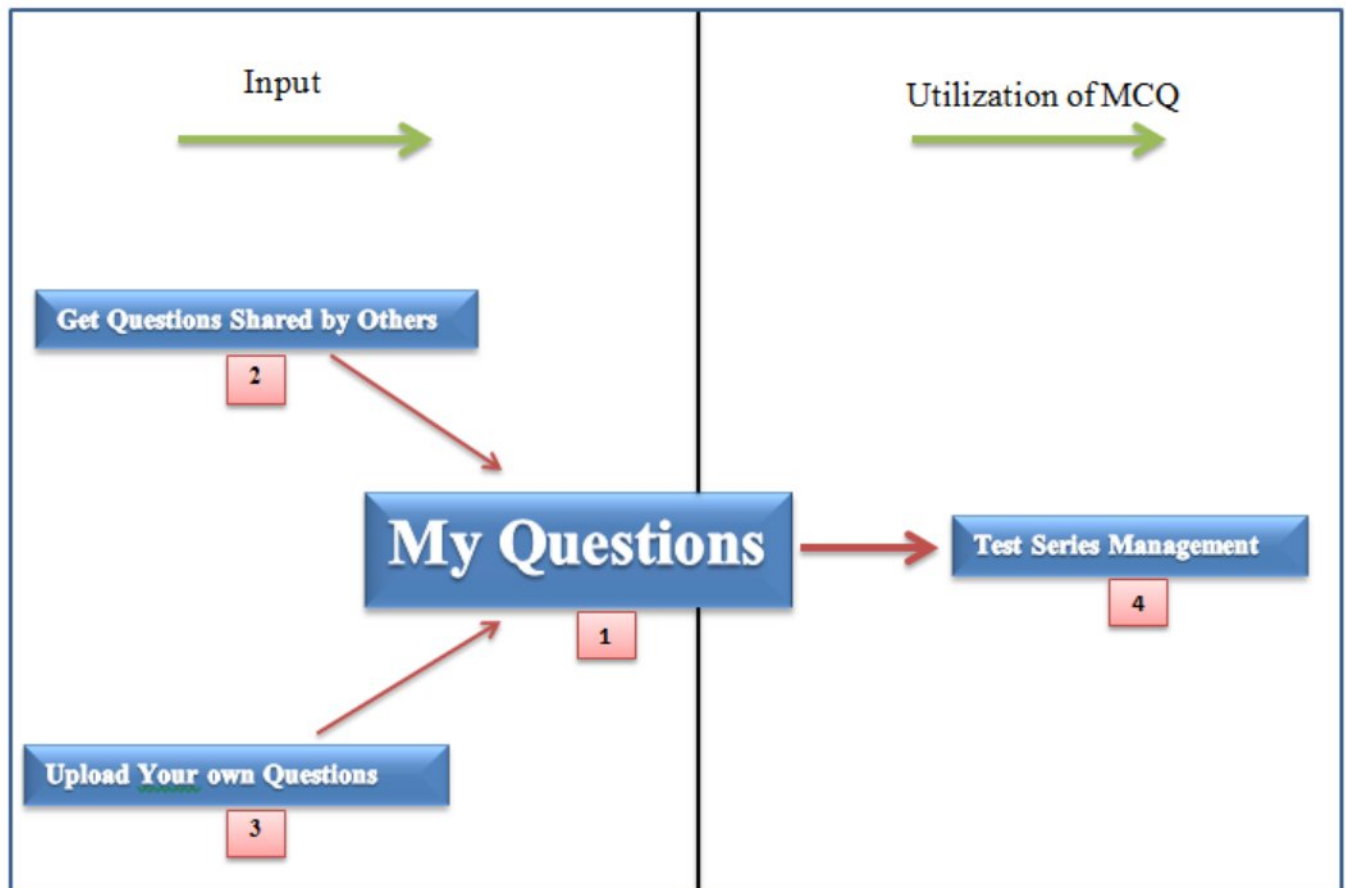 Input
Utilization of MCQ
Get Questions Shared by Others
2
My Questions
1
Test Series Management
4
Upload Your own Questions
3